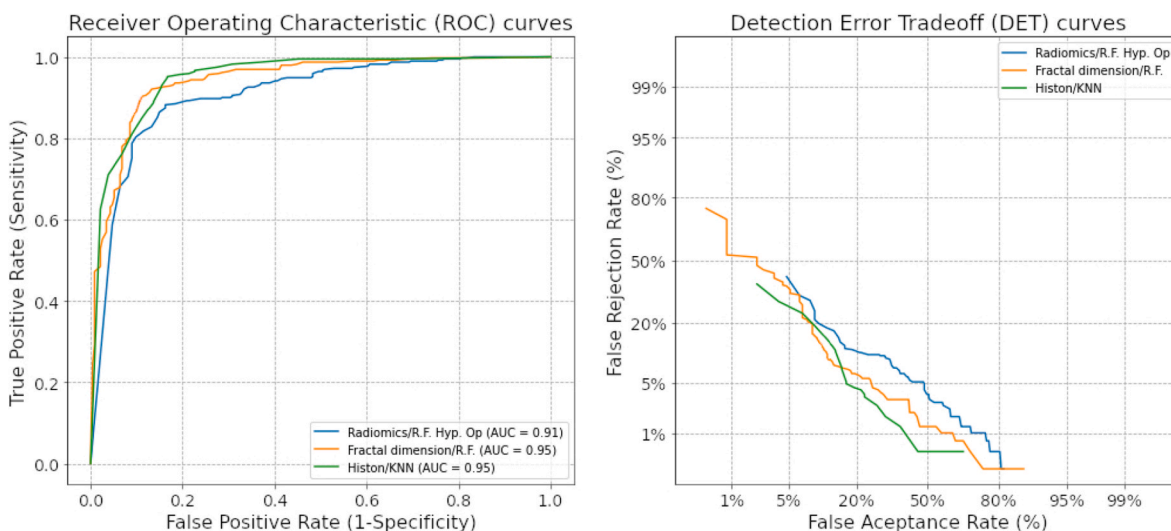 Receiver Operating Characteristic (ROC) curves
True Positive Rate (Sensitivity)
1.0
0.8
0.6
0.4
0.2
0.0
Radiomics/R.F. Hyp. Op (AUC = 0.91)
Fractal dimension/R.F. (AUC = 0.95)
Histon/KNN (AUC = 0.95)
0.0 0.2 0.4 0.6 0.8 1.0
False Positive Rate (1-Specificity)
Detection Error Tradeoff (DET) curves
Radiomics/R.F. Hyp. Op
Fractal dimension/R.F.
Histon/KNN
False Rejection Rate (%)
99%
95%
80%
50%
20%
5%
1%
1% 5% 20% 50% 80% 95% 99%
False Aceptance Rate (%)